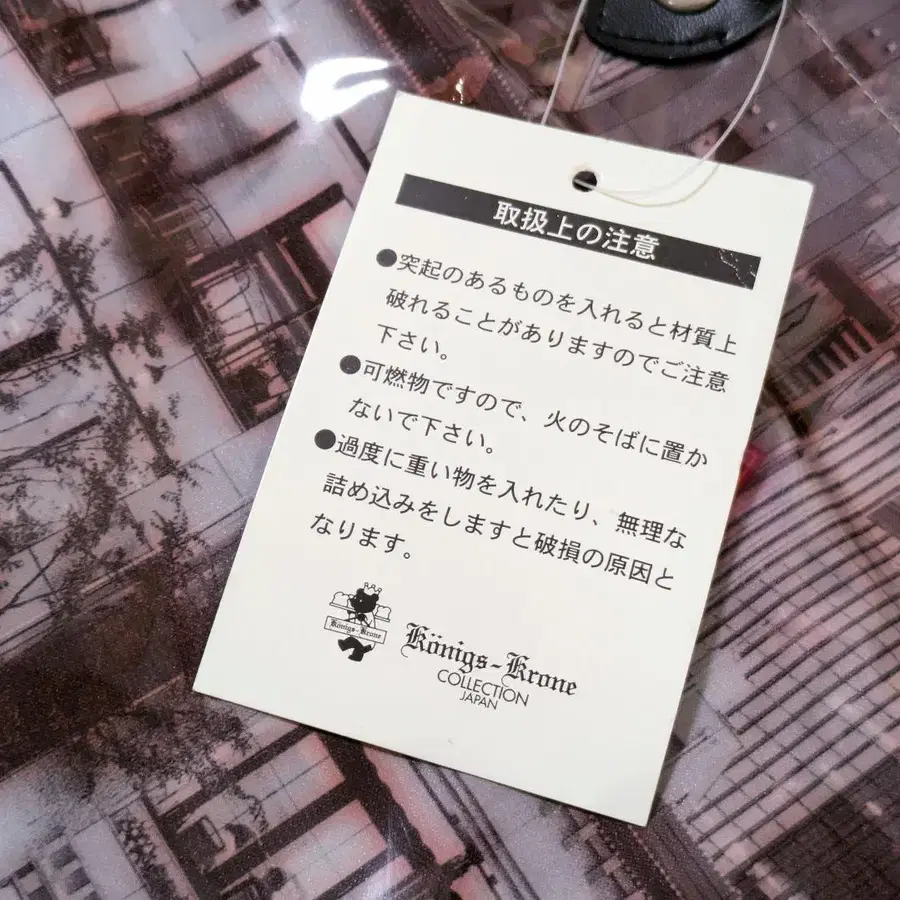 取扱上の注意
●突起のあるものを入れると材質上
破れることがありますのでご注意
下さい。
●可燃物ですので、火のそばに置か
ないで下さい。
●過度に重い物を入れたり、無理な
詰め込みをしますと破損の原因と
なります。
Königs-Krone
Königs-Krone
COLLECTION
JAPAN